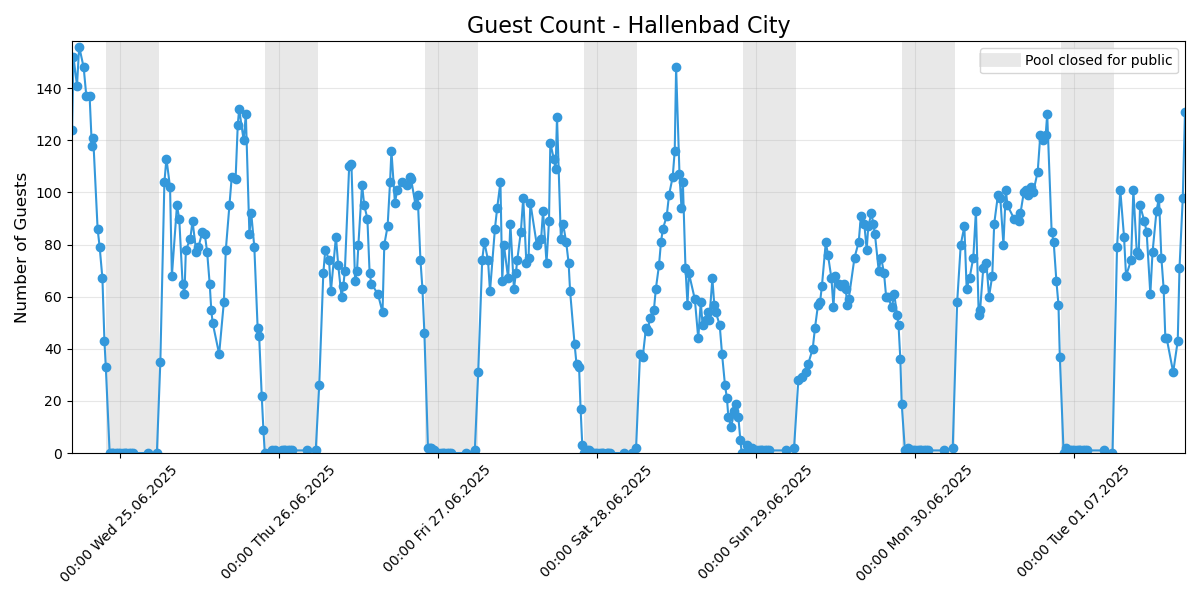 Guest Count - Hallenbad City
Pool closed for public
Number of Guests
140
120
100
80
60
40
20
0
00:00 Wed 25.06.2025
00:00 Thu 26.06.2025
00:00 Fri 27.06.2025
00:00 Sat 28.06.2025
00:00 Sun 29.06.2025
00:00 Mon 30.06.2025
00:00 Tue 01.07.2025